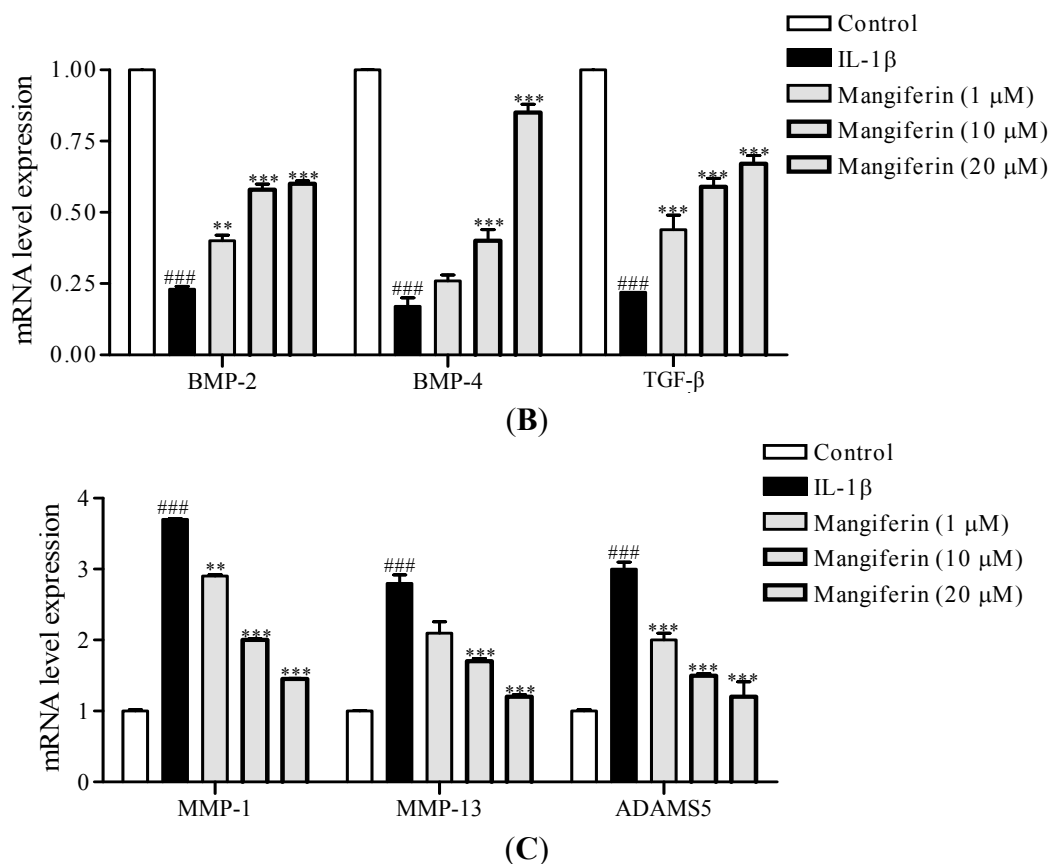 Control
IL-1β
Mangiferin (1 μM)
Mangiferin (10 μM)
Mangiferin (20 μM)
mRNA level expression
1.00
0.75
0.50
0.25
0.00
###
**
***
***
###
***
***
###
***
***
***
BMP-2
BMP-4
TGF-β
(B)
Control
IL-1β
Mangiferin (1 μM)
Mangiferin (10 μM)
Mangiferin (20 μM)
mRNA level expression
4
3
2
1
0
###
**
***
***
###
***
***
###
***
***
***
MMP-1
MMP-13
ADAMS5
(C)